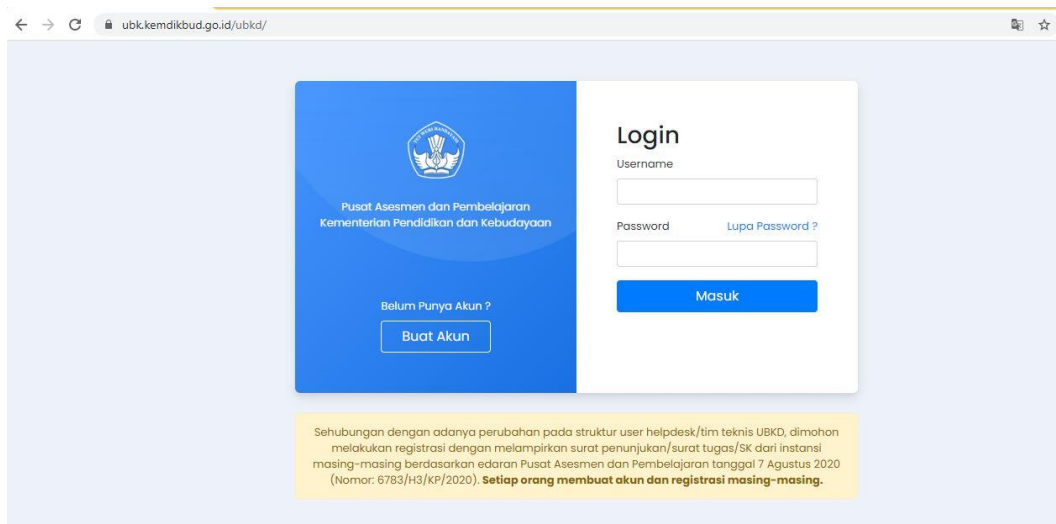 ubk.kemdikbud.go.id/ubkd/
Pusat Asesmen dan Pembelajaran
Kementerian Pendidikan dan Kebudayaan
Belum Punya Akun ?
Buat Akun
Login
Username
Password
Lupa Password ?
Masuk
Sehubungan dengan adanya perubahan pada struktur user helpdesk/tim teknis UBKD, dimohon
melakukan registrasi dengan melampirkan surat penunjukan/surat tugas/SK dari instansi
masing-masing berdasarkan edaran Pusat Asesmen dan Pembelajaran tanggal 7 Agustus 2020
(Nomor: 6783/H3/KP/2020). Setiap orang membuat akun dan registrasi masing-masing.